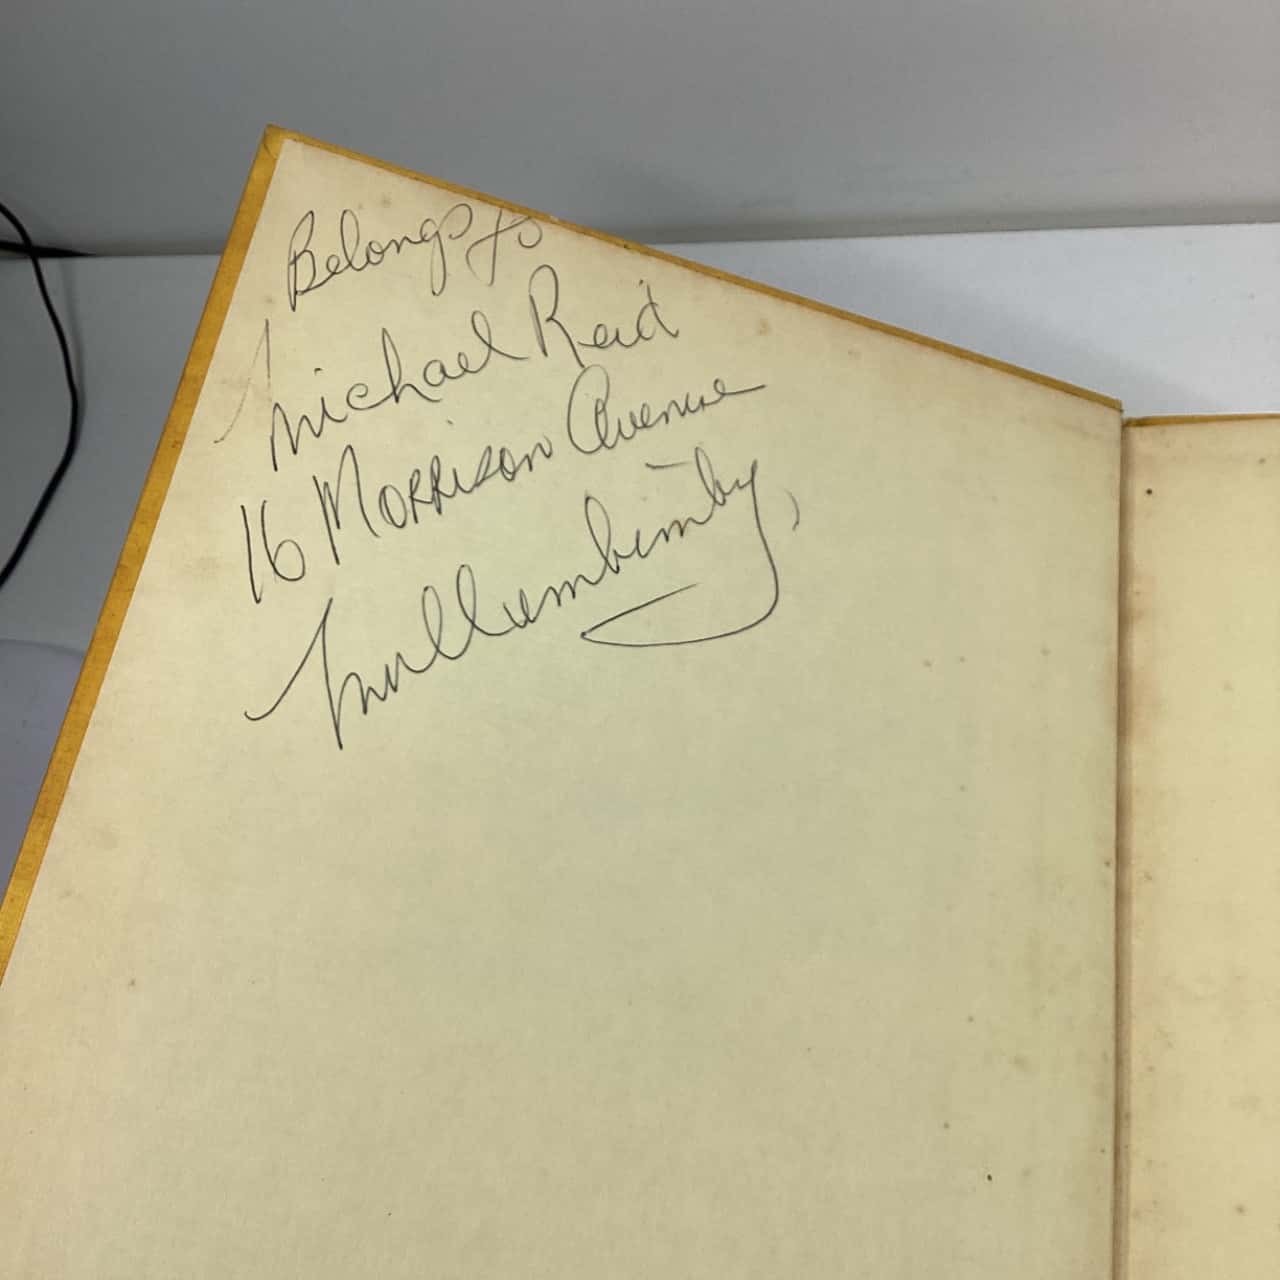 Belongs to
Michael Reid
16 Morrison Avenue
Mullumbimby,